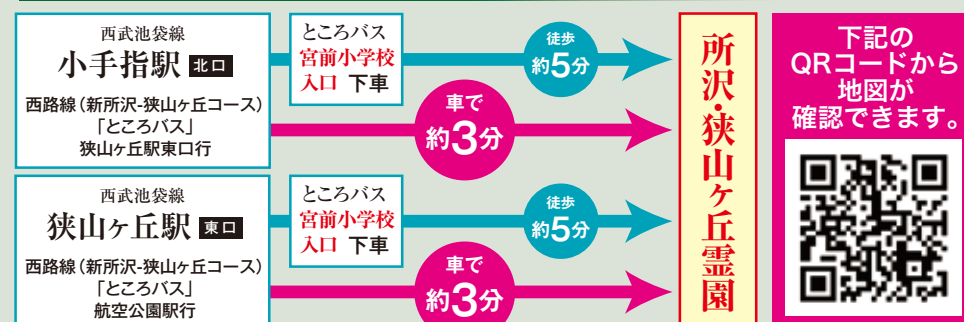 西武池袋線
小手指駅 北口
西路線(新所沢-狭山ヶ丘コース)
「ところバス」
狭山ヶ丘駅東口行
ところバス
宮前小学校
入口 下車
徒歩
約5分
車で
約3分
西武池袋線
狭山ヶ丘駅 東口
西路線(新所沢-狭山ヶ丘コース)
「ところバス」
航空公園駅行
ところバス
宮前小学校
入口 下車
徒歩
約5分
車で
約3分
所沢・狭山ヶ丘霊園
下記の
QRコードから
地図が
確認できます。